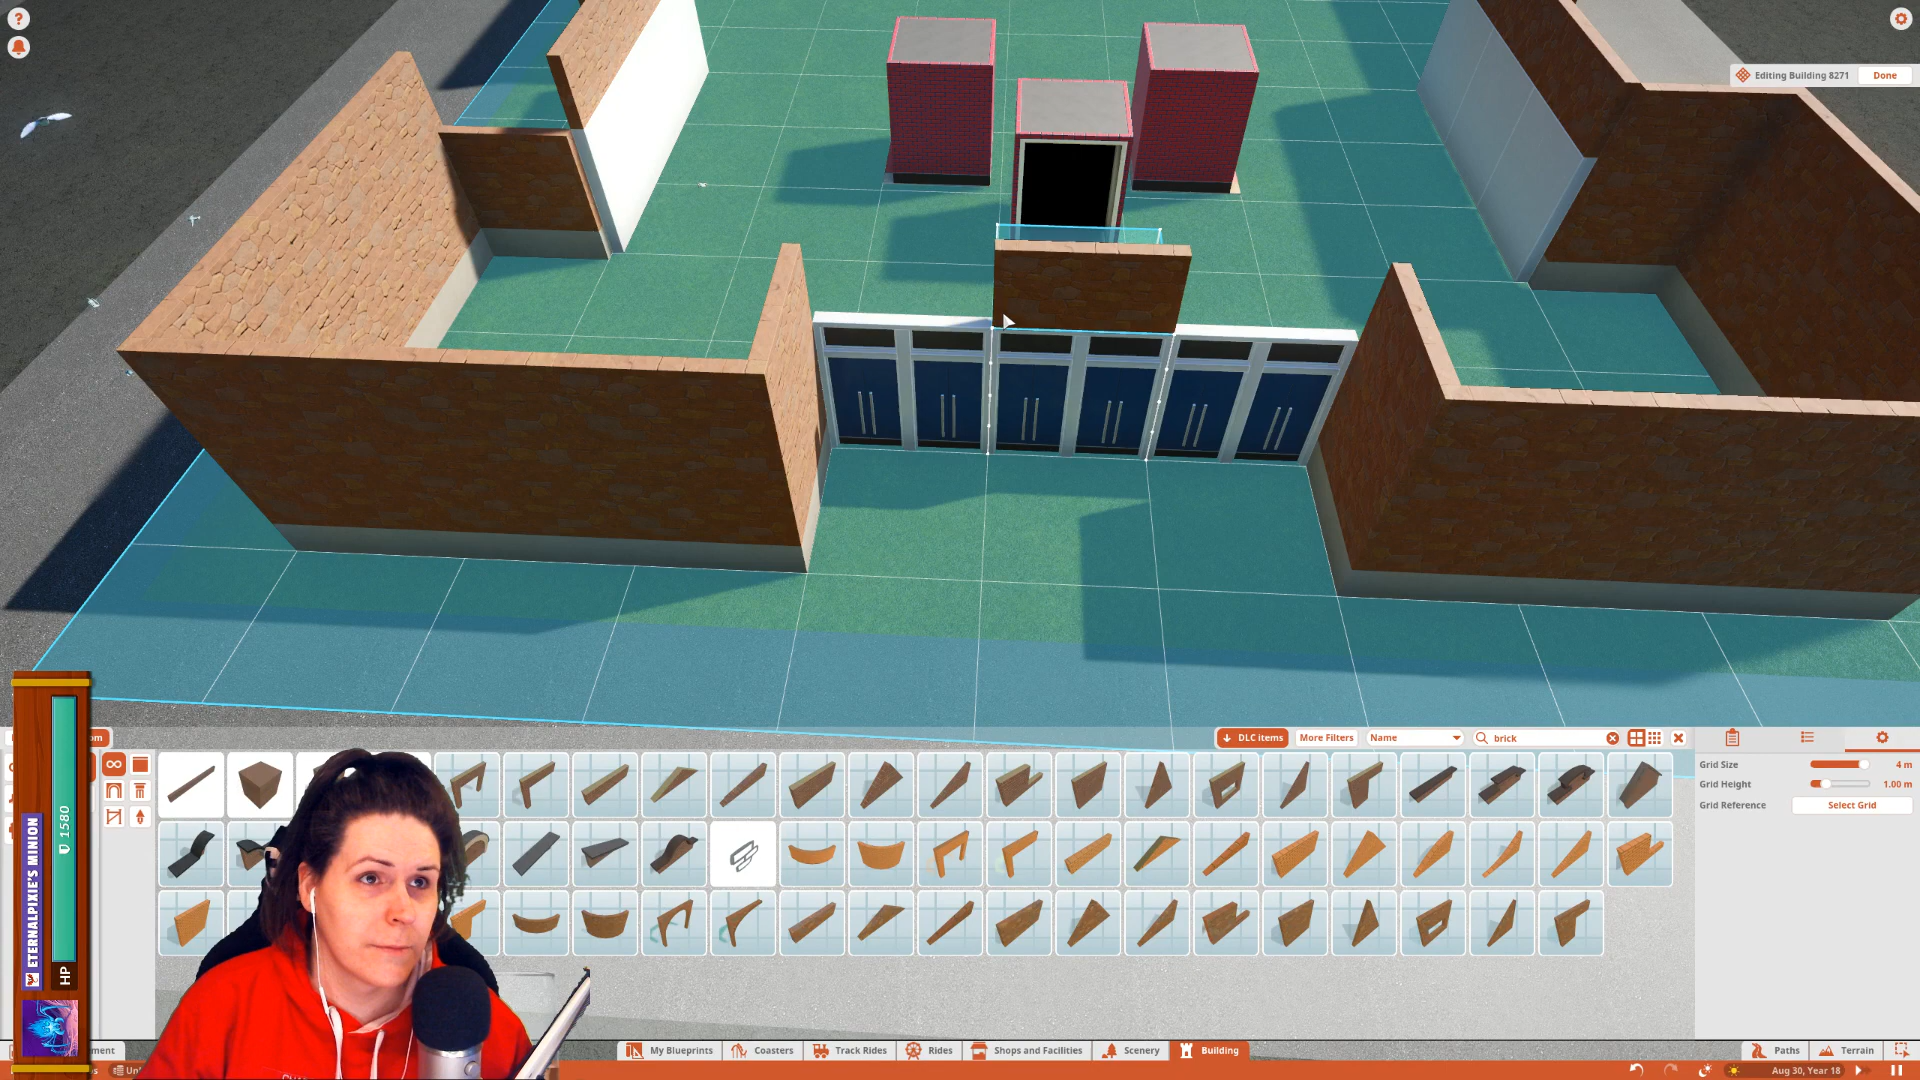 ?
Editing Building 8271
Done
DLC items
More Filters
Name
brick
Grid Size
4 m
Grid Height
1.00 m
Grid Reference
Select Grid
ETERNALPIXIE'S MINION
1580
HP
My Blueprints
Coasters
Track Rides
Rides
Shops and Facilities
Scenery
Building
Paths
Terrain
Aug 30, Year 18